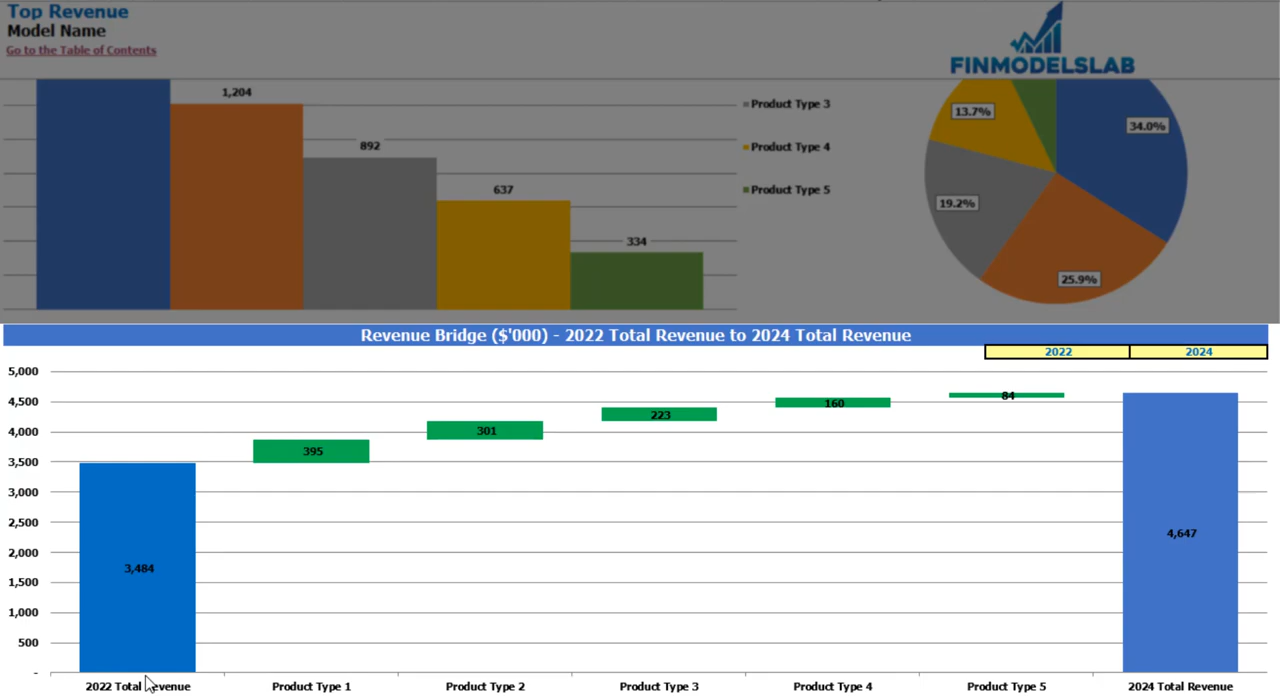 Top Revenue
Model Name
Go to the Table of Contents
FINMODELSLAB
1,204
892
637
334
Product Type 3
Product Type 4
Product Type 5
13.7%
34.0%
19.2%
25.9%
Revenue Bridge ($'000) - 2022 Total Revenue to 2024 Total Revenue
2022 2024
5,000
4,500
4,000
3,500
3,000
2,500
2,000
1,500
1,000
500
-
3,484
395
301
223
160
84
4,647
2022 Total Revenue
Product Type 1
Product Type 2
Product Type 3
Product Type 4
Product Type 5
2024 Total Revenue